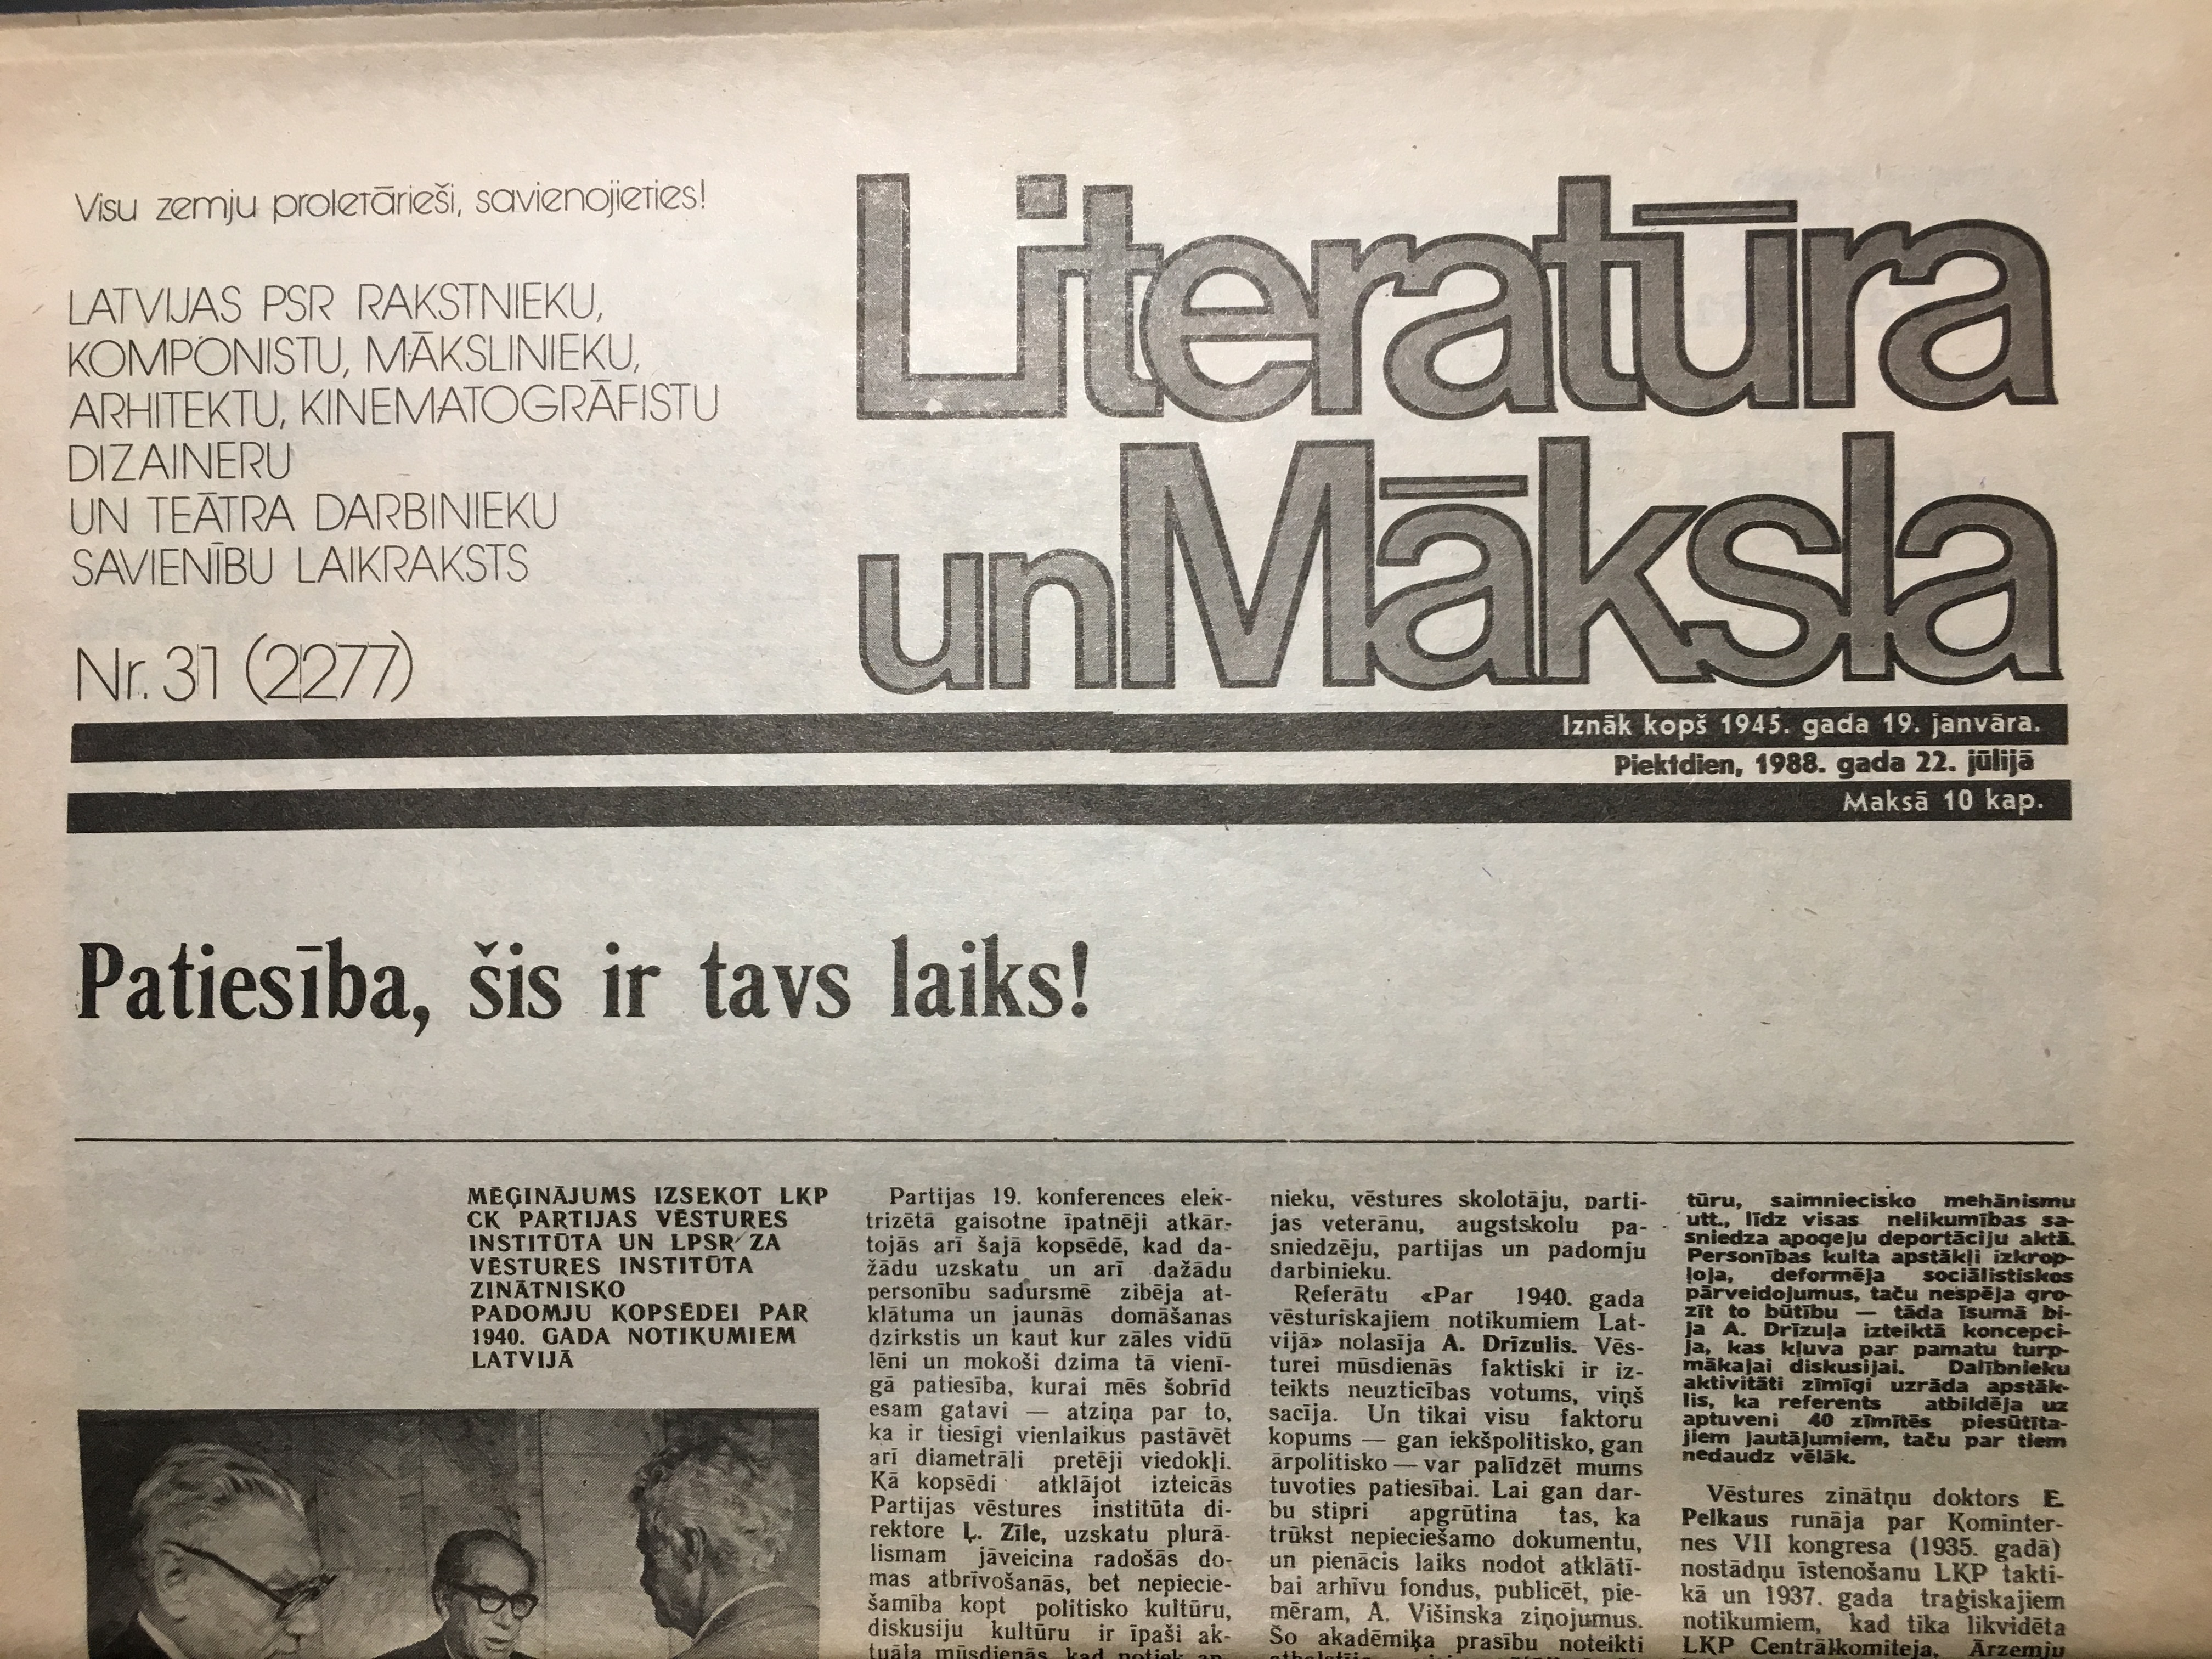 Visu zemju proletārieši, savienojieties!
LATVIJAS PSR RAKSTNIEKU,
KOMPONISTU, MĀKSLINIEKU,
ARHITEKTU, KINEMATOGRĀFISTU
DIZAINERU
UN TEĀTRA DARBINIEKU
SAVIENĪBU LAIKRAKSTS
Nr. 31 (2277)
Literatūra
un Māksla
Iznāk kopš 1945. gada 19. janvāra.
Piektdien, 1988. gada 22. jūlijā
Maksā 10 kap.
Patiesība, šis ir tavs laiks!
MĒĢINĀJUMS IZSEKOT LKP
CK PARTIJAS VĒSTURES
INSTITŪTA UN LPSR ZA
VĒSTURES INSTITŪTA
ZINĀTNISKO
PADOMJU KOPSĒDEI PAR
1940. GADA NOTIKUMIEM
LATVIJĀ
Partijas 19. konferences elek-
trizētā gaisotne īpatnēji atkār-
tojās arī šajā kopsēdē, kad da-
žādu uzskatu un arī dažādu
personību sadursmē zibēja at-
klātuma un jaunās domāšanas
dzirkstis un kaut kur zāles vidū
lēni un mokoši dzima tā vienī-
gā patiesība, kurai mēs šobrīd
esam gatavi — atziņa par to,
ka ir tiesīgi vienlaikus pastāvēt
arī diametrāli pretēji viedokļi.
Kā kopsēdi atklājot izteicās
Partijas vēstures institūta di-
rektore Ļ. Zīle, uzskatu plurā-
lismam jāveicina radošās do-
mas atbrīvošanās, bet nepiecie-
šamība kopt politisko kultūru,
diskusiju kultūru ir īpaši ak-
tuāla mūsdienās, kad notiek
nieku, vēstures skolotāju, parti-
jas veterānu, augstskolu pa-
sniedzēju, partijas un padomju
darbinieku.
Referātu «Par 1940. gada
vēsturiskajiem notikumiem Lat-
vijā» nolasīja A. Drīzulis. Vēs-
turei mūsdienās faktiski ir iz-
teikts neuzticības votums, viņš
sacīja. Un tikai visu faktoru
kopums — gan iekšpolitisko, gan
ārpolitisko — var palīdzēt mums
tuvoties patiesībai. Lai gan dar-
bu stipri apgrūtina tas, ka
trūkst nepieciešamo dokumentu,
un pienācis laiks nodot atklātī-
bai arhīvu fondus, publicēt, pie-
mēram, A. Višinska ziņojumus.
Šo akadēmiķa prasību noteikti
tūru, saimniecisko mehānismu
utt., līdz visas nelikumības sa-
sniedza apogeju deportāciju aktā.
Personības kulta apstākļi izkrop-
ļoja, deformēja sociālistiskos
pārveidojumus, taču nespēja gro-
zīt to būtību — tāda īsumā bi-
ja A. Drīzuļa izteiktā koncepci-
ja, kas kļuva par pamatu turp-
mākajai diskusijai. Dalībnieku
aktivitāti zīmīgi uzrāda apstāk-
lis, ka referents atbildēja uz
aptuveni 40 zīmītēs piesūtīta-
jiem jautājumiem, taču par tiem
nedaudz vēlāk.
Vēstures zinātņu doktors E.
Pelkaus runāja par Kominter-
nes VII kongresa (1935. gadā)
nostādņu īstenošanu LKP takti-
kā un 1937. gada traģiskajiem
notikumiem, kad tika likvidēta
LKP Centrālkomiteja, Ārzemju